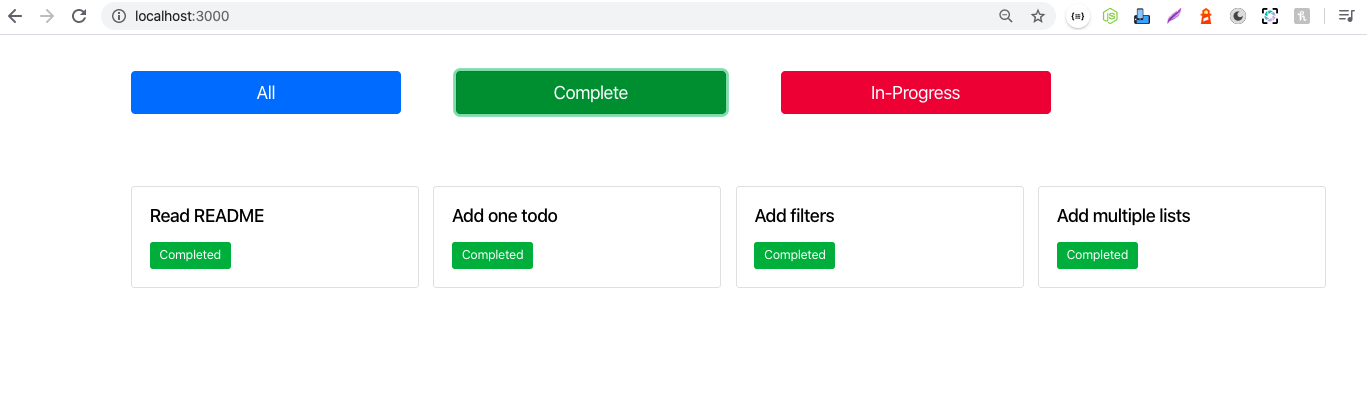 localhost:3000
All
Complete
In-Progress
Read README
Add one todo
Add filters
Add multiple lists
Completed
Completed
Completed
Completed